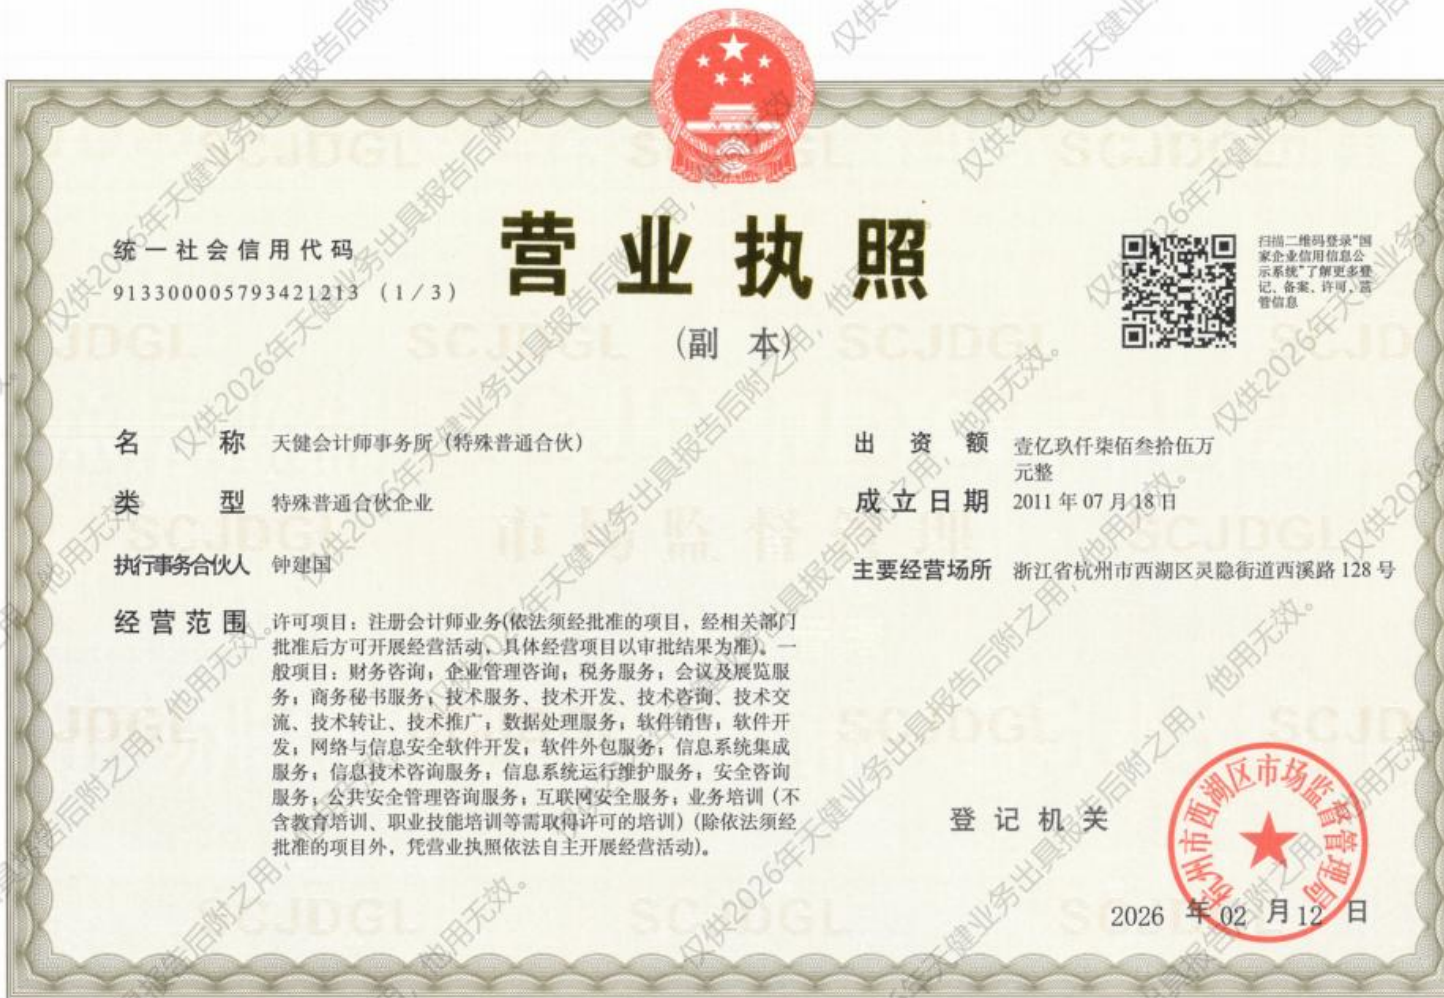 营业执照
(副 本)
统一社会信用代码
913300005793421213 (1/3)
扫描二维码登录“国
家企业信用信息公
示系统”了解更多登
记、备案、许可、监
管信息
名 称 天健会计师事务所（特殊普通合伙）
类 型 特殊普通合伙企业
执行事务合伙人 钟建国
经营范围 许可项目：注册会计师业务(依法须经批准的项目，经相关部门
批准后方可开展经营活动，具体经营项目以审批结果为准)。一
般项目：财务咨询；企业管理咨询；税务服务；会议及展览服
务；商务秘书服务；技术服务、技术开发、技术咨询、技术交
流、技术转让、技术推广；数据处理服务；软件销售；软件开
发；网络与信息安全软件开发；软件外包服务；信息系统集成
服务；信息技术咨询服务；信息系统运行维护服务；安全咨询
服务；公共安全管理咨询服务；互联网安全服务；业务培训（不
含教育培训、职业技能培训等需取得许可的培训）(除依法须经
批准的项目外，凭营业执照依法自主开展经营活动)。
出 资 额 壹亿玖仟柒佰叁拾伍万
元整
成立日期 2011 年 07 月 18 日
主要经营场所 浙江省杭州市西湖区灵隐街道西溪路 128 号
登记机关
杭州市西湖区市场监督管理局
2026 年 02 月 12 日
仅供2026年天健业务出具报告后附之用，他用无效。
SCJDGL
市场监督管理